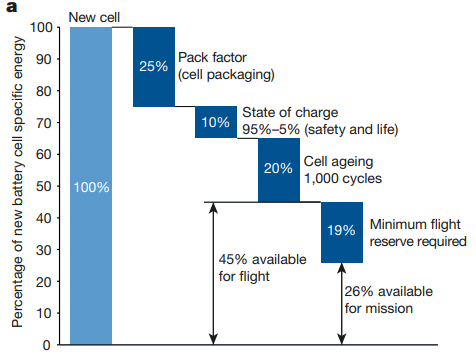 a
New cell
Percentage of new battery cell specific energy
100
90
80
70
60
50
40
30
20
10
0
100%
25%
Pack factor
(cell packaging)
10%
State of charge
95%–5% (safety and life)
20%
Cell ageing
1,000 cycles
19%
Minimum flight
reserve required
45% available
for flight
26% available
for mission